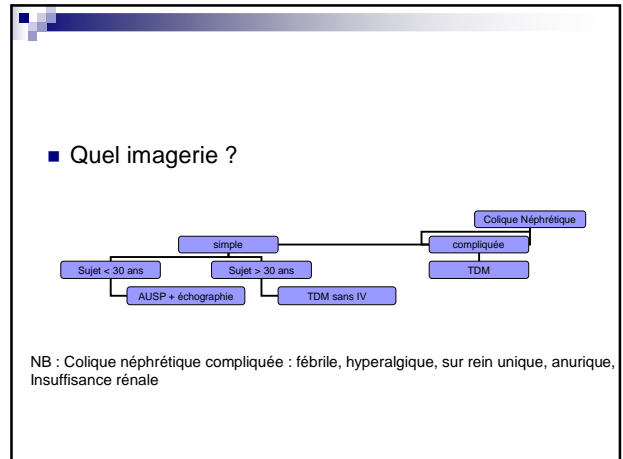 Quel imagerie ?
Colique Néphrétique
simple
compliquée
Sujet < 30 ans
Sujet > 30 ans
TDM
AUSP + échographie
TDM sans IV
NB : Colique néphrétique compliquée : fébrile, hyperalgique, sur rein unique, anurique,
Insuffisance rénale